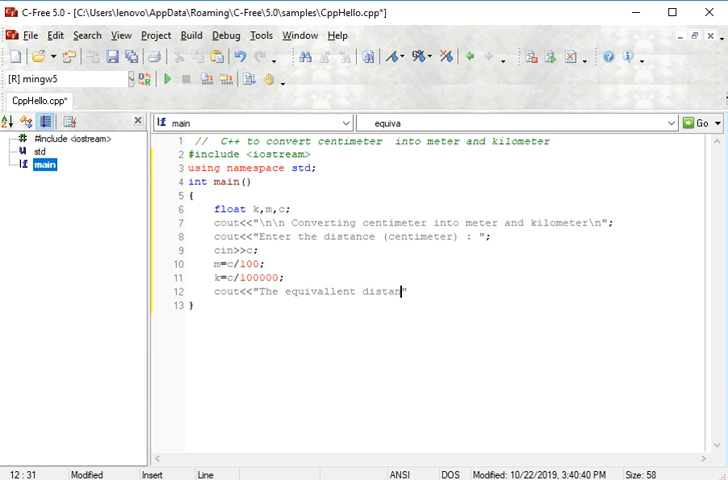 C-Free 5.0 - [C:\Users\lenovo\AppData\Roaming\C-Free\5.0\samples\CppHello.cpp*]
File Edit Search View Project Build Debug Tools Window Help
[R] mingw5
CppHello.cpp*
main equiva Go
#include <iostream>
std
main
1 // C++ to convert centimeter into meter and kilometer
2 #include <iostream>
3 using namespace std;
4 int main()
5 {
6 float k,m,c;
7 cout<<"\n\n Converting centimeter into meter and kilometer\n";
8 cout<<"Enter the distance (centimeter) : ";
9 cin>>c;
10 m=c/100;
11 k=c/100000;
12 cout<<"The equivallent distan"
13 }
12 : 31 Modified Insert Line ANSI DOS Modified: 10/22/2019, 3:40:40 PM Size: 58